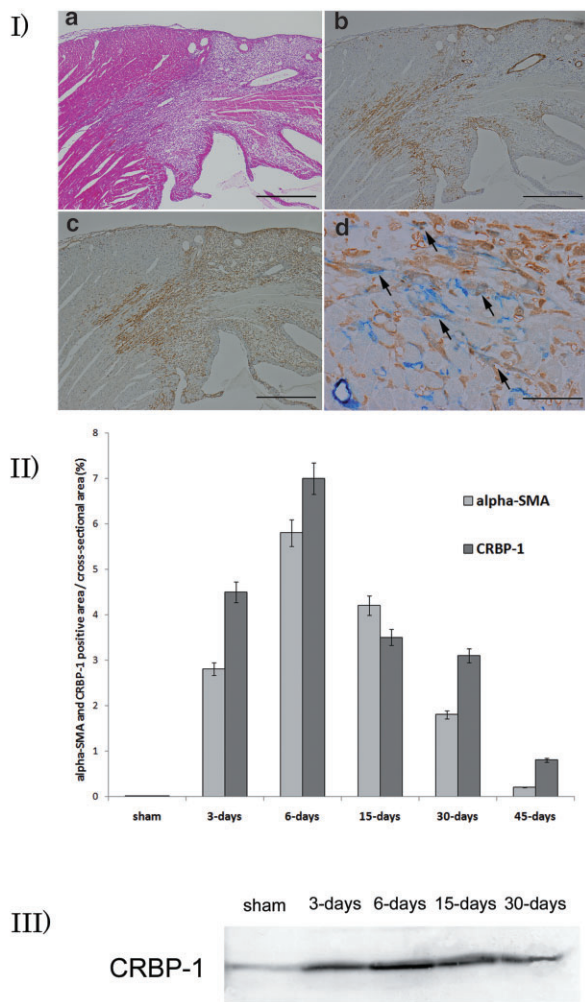 I)
a
b
c
d
II)
alpha-SMA and CRBP-1 positive area / cross-sectional area (%)
8
7
6
5
4
3
2
1
0
alpha-SMA
CRBP-1
sham 3-days 6-days 15-days 30-days 45-days
III)
sham 3-days 6-days 15-days 30-days
CRBP-1